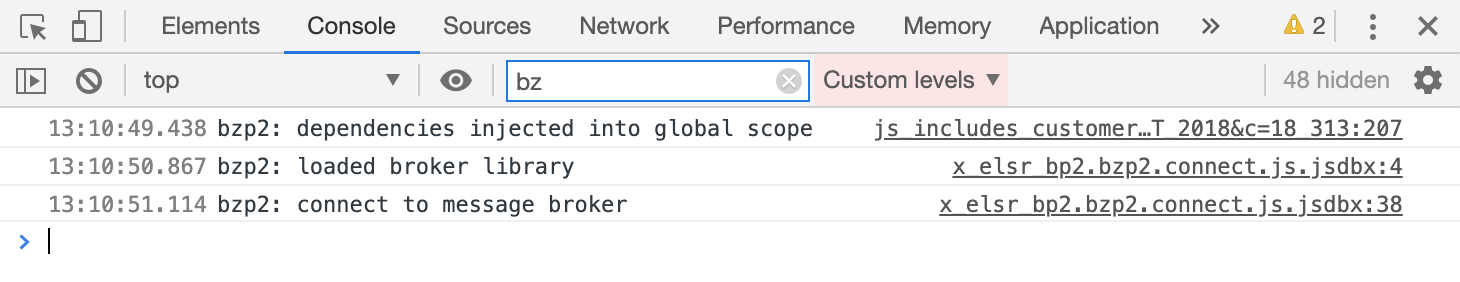 Elements Console Sources Network Performance Memory Application » 2
top bz Custom levels 48 hidden
13:10:49.438 bzp2: dependencies injected into global scope js_includes_customer…T_2018&c=18_313:207
13:10:50.867 bzp2: loaded broker library x_elsr_bp2.bzp2.connect.js.jsdbx:4
13:10:51.114 bzp2: connect to message broker x_elsr_bp2.bzp2.connect.js.jsdbx:38